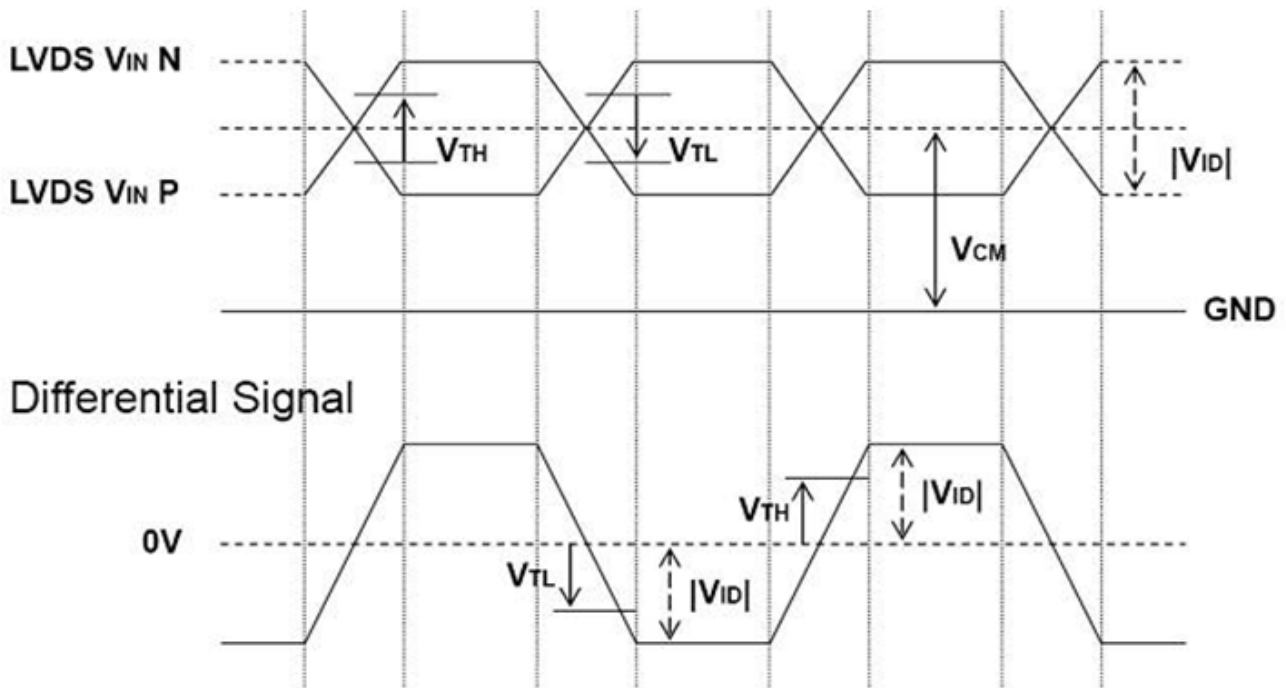 LVDS VIN N
VTH
VTL
|VID|
LVDS VIN P
VCM
GND
Differential Signal
|VID|
VTH
0V
VTL
|VID|